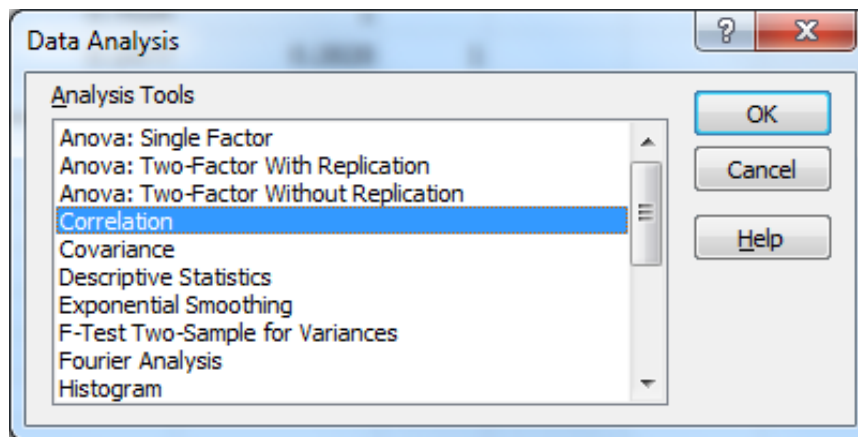 Data Analysis
Analysis Tools
Anova: Single Factor
Anova: Two-Factor With Replication
Anova: Two-Factor Without Replication
Correlation
Covariance
Descriptive Statistics
Exponential Smoothing
F-Test Two-Sample for Variances
Fourier Analysis
Histogram
OK
Cancel
Help